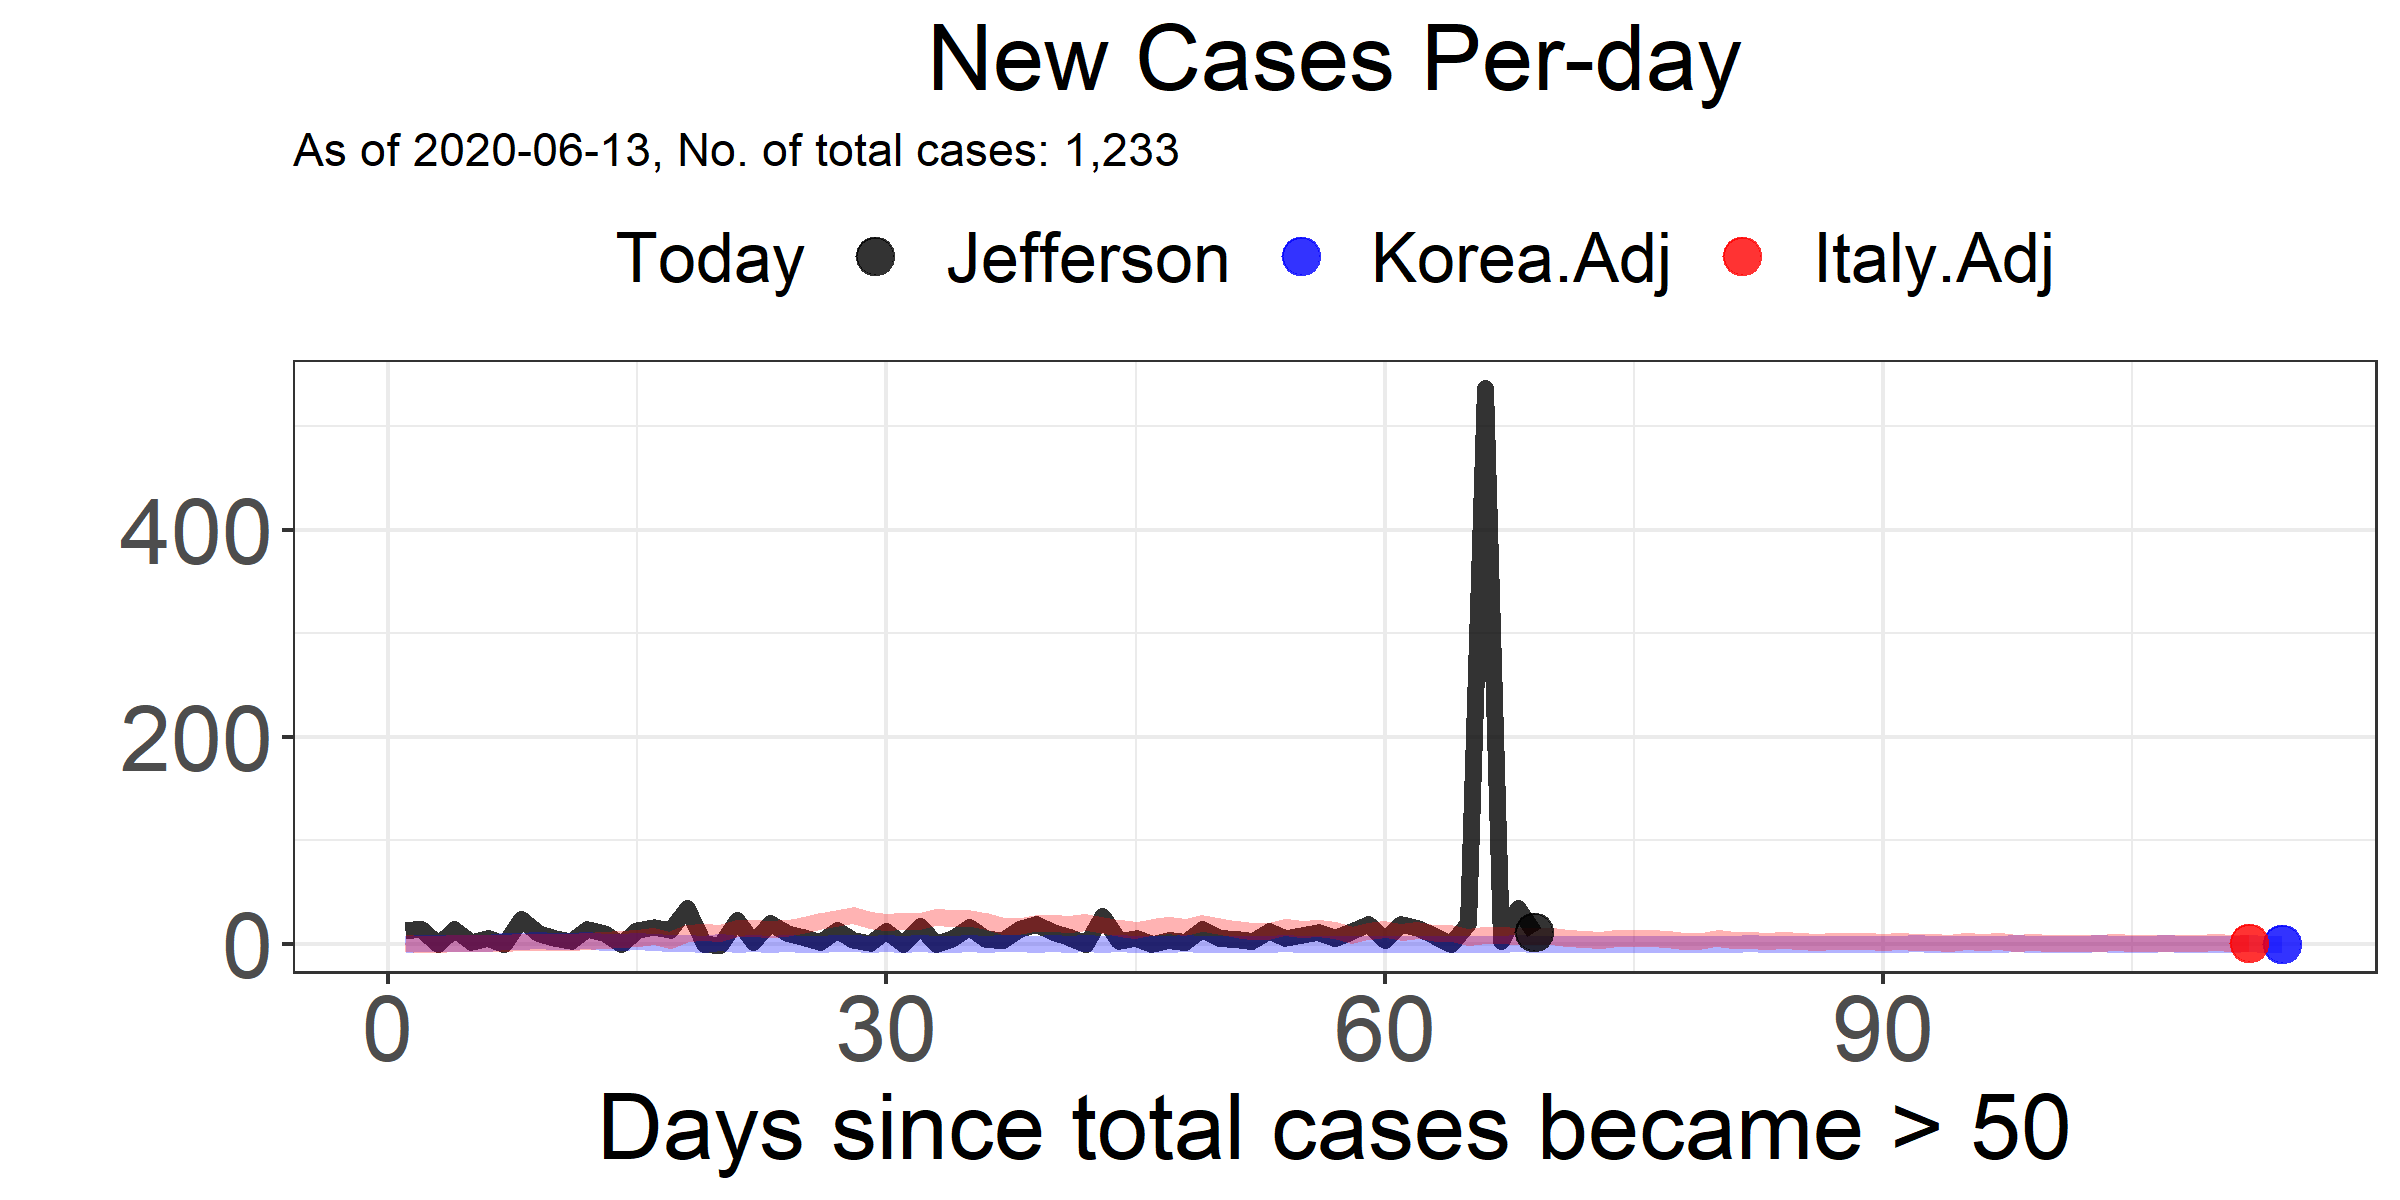 New Cases Per-day
As of 2020-06-13, No. of total cases: 1,233
Today Jefferson Korea.Adj Italy.Adj
400
200
0
0 30 60 90
Days since total cases became > 50